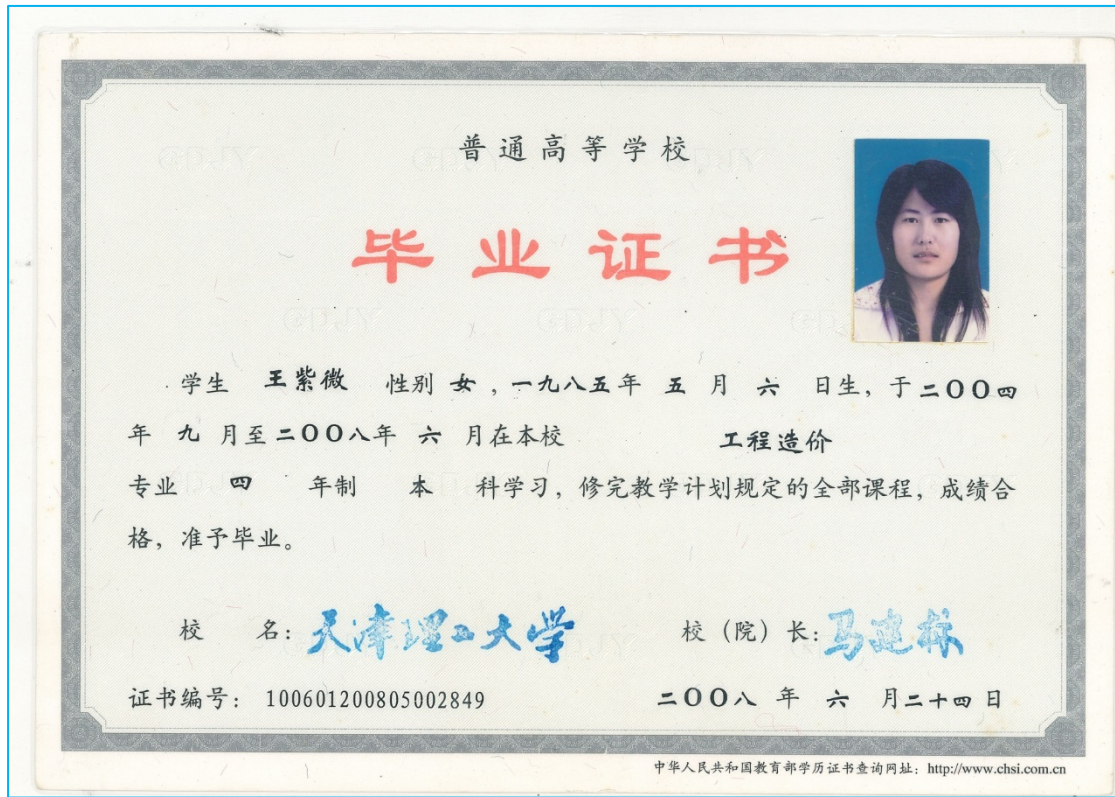 普通高等学校
毕业证书
学生 王紫微 性别 女，一九八五年 五 月 六 日生，于二〇〇四
年 九 月至二〇〇八年 六 月在本校 工程造价
专业 四 年制 本 科学习，修完教学计划规定的全部课程，成绩合
格，准予毕业。
校 名：天津理工大学 校（院）长：马建标
证书编号：100601200805002849 二〇〇八 年 六 月二十四日
中华人民共和国教育部学历证书查询网址：http://www.chsi.com.cn